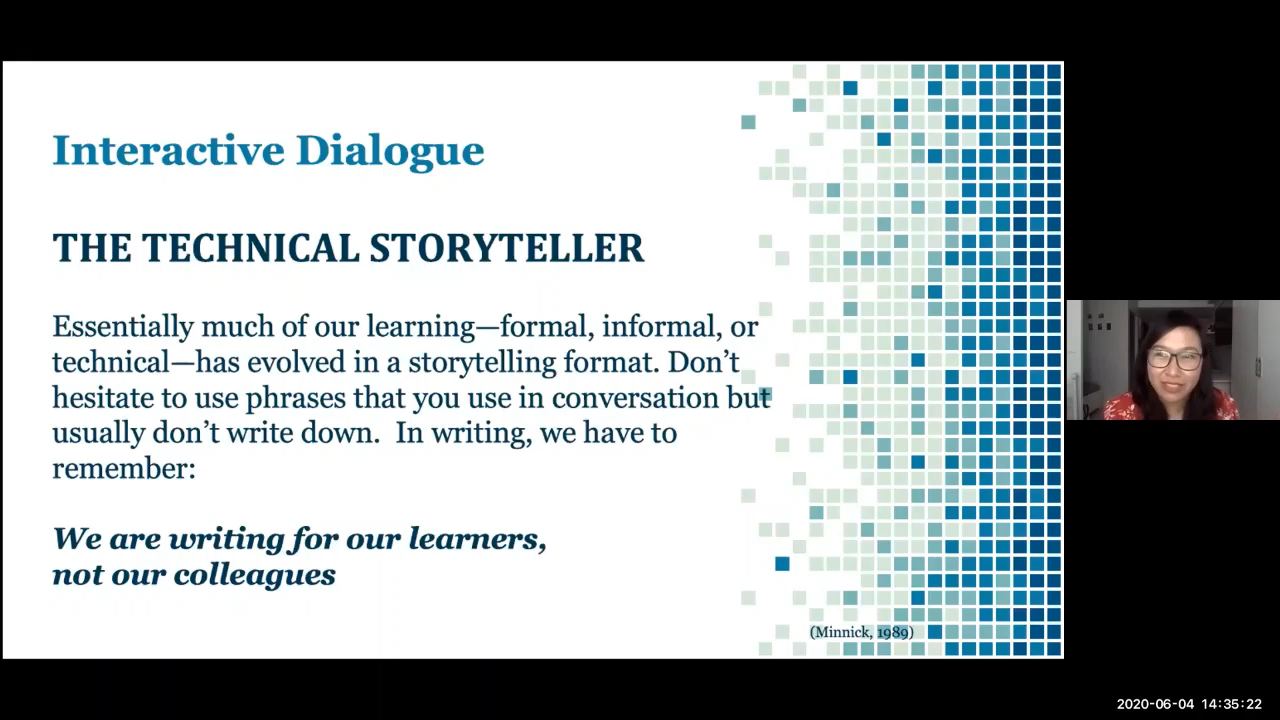 Interactive Dialogue
THE TECHNICAL STORYTELLER
Essentially much of our learning—formal, informal, or
technical—has evolved in a storytelling format. Don’t
hesitate to use phrases that you use in conversation but
usually don’t write down.  In writing, we have to
remember:
We are writing for our learners,
not our colleagues
(Minnick, 1989)
2020-06-04 14:35:22